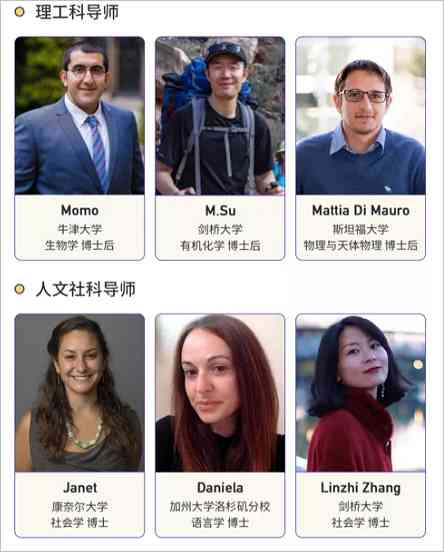 理工科导师
Momo
牛津大学
生物学 博士后
M.Su
剑桥大学
有机化学 博士后
Mattia Di Mauro
斯坦福大学
物理与天体物理 博士后
人文社科导师
Janet
康奈尔大学
社会学 博士
Daniela
加州大学洛杉矶分校
语言学 博士
Linzhi Zhang
剑桥大学
社会学 博士